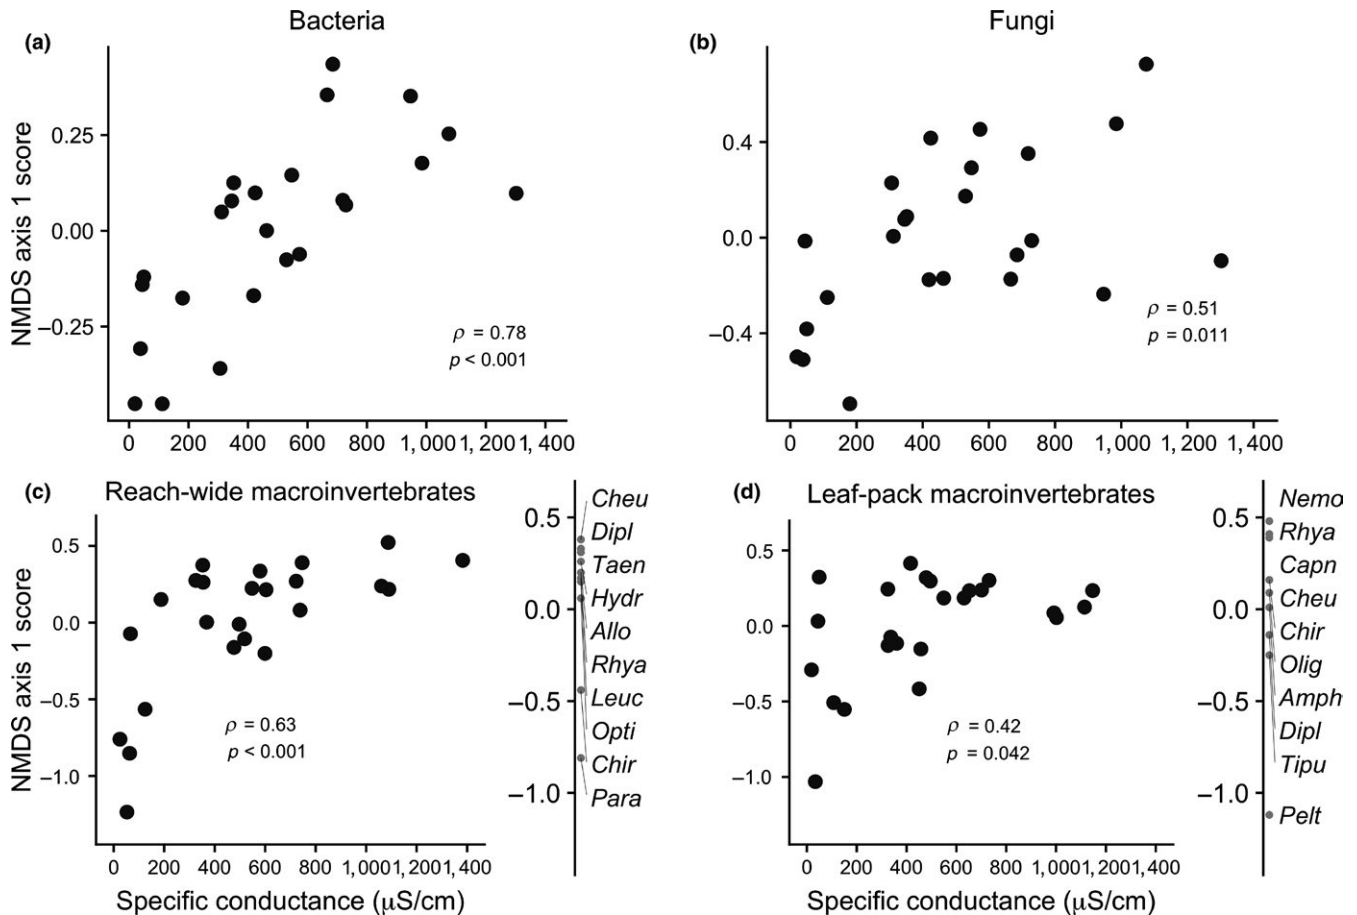 Bacteria
(a)
NMDS axis 1 score
0.25
0.00
−0.25
ρ = 0.78
p < 0.001
0 200 400 600 800 1,000 1,200 1,400
Fungi
(b)
0.4
0.0
−0.4
ρ = 0.51
p = 0.011
0 200 400 600 800 1,000 1,200 1,400
(c) Reach-wide macroinvertebrates
NMDS axis 1 score
0.5
0.0
−0.5
−1.0
ρ = 0.63
p < 0.001
0 200 400 600 800 1,000 1,200 1,400
Specific conductance (μS/cm)
0.5
0.0
−0.5
−1.0
Cheu
Dipl
Taen
Hydr
Allo
Rhya
Leuc
Opti
Chir
Para
(d) Leaf-pack macroinvertebrates
0.5
0.0
−0.5
−1.0
ρ = 0.42
p = 0.042
0 200 400 600 800 1,000 1,200 1,400
Specific conductance (μS/cm)
0.5
0.0
−0.5
−1.0
Nemo
Rhya
Capn
Cheu
Chir
Olig
Amph
Dipl
Tipu
Pelt